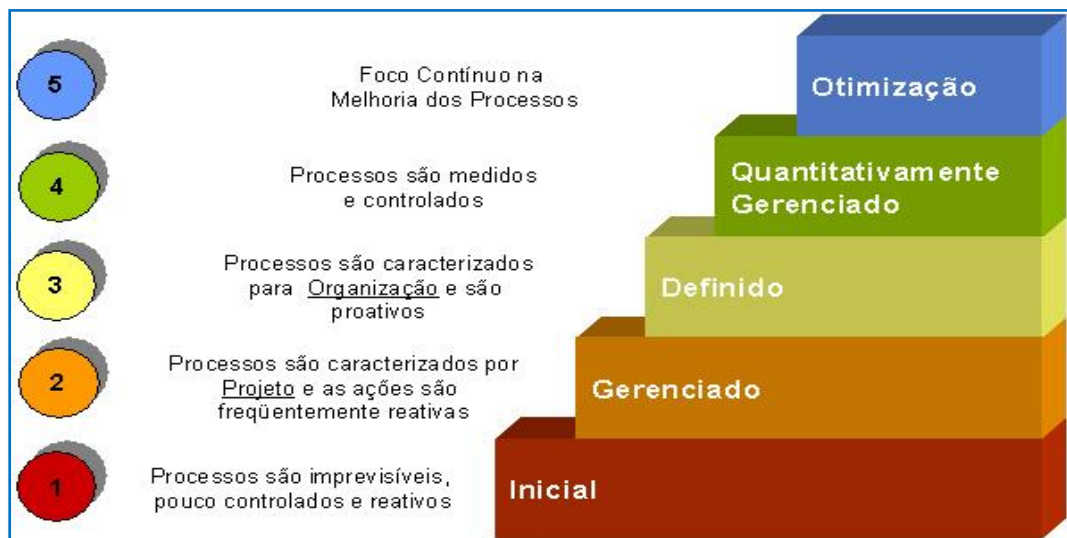 5
Foco Contínuo na
Melhoria dos Processos
Otimização
4
Processos são medidos
e controlados
Quantitativamente
Gerenciado
3
Processos são caracterizados
para Organização e são
proativos
Definido
2
Processos são caracterizados por
Projeto e as ações são
freqüentemente reativas
Gerenciado
1
Processos são imprevisíveis,
pouco controlados e reativos
Inicial